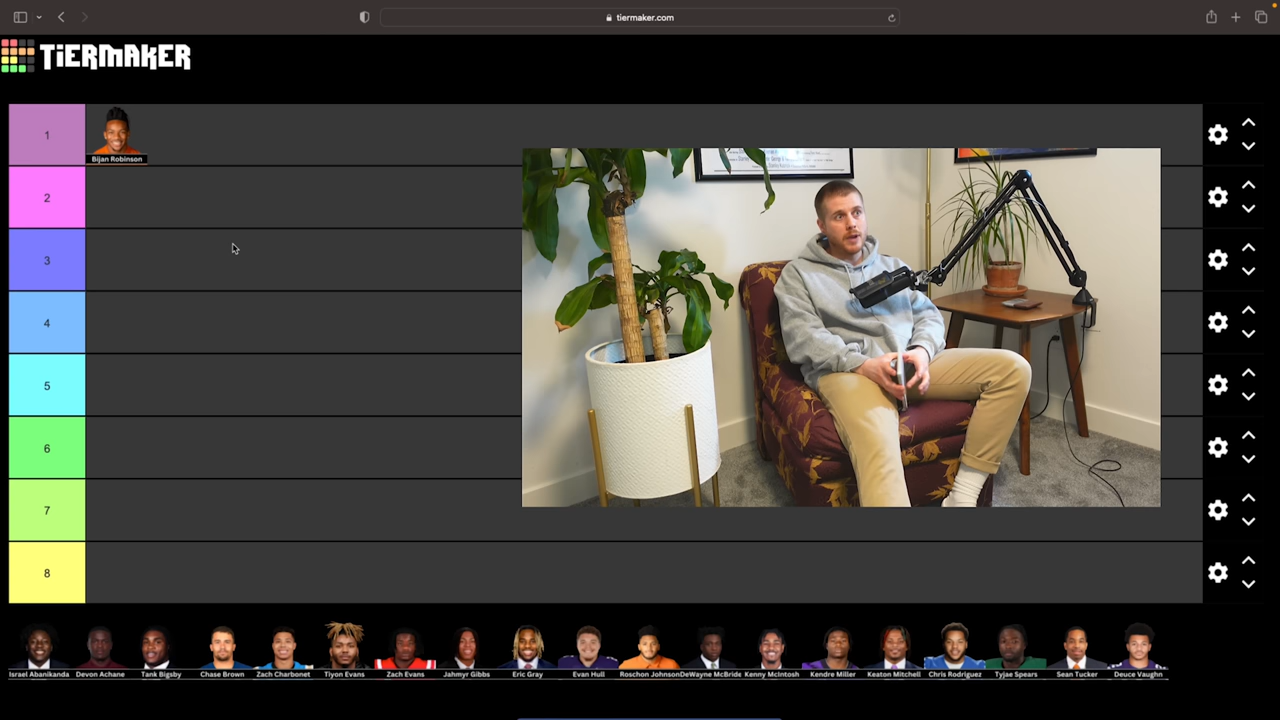 tiermaker.com
TiERMAKER
1
Bijan Robinson
2
3
4
5
6
7
8
Israel Abanikanda
Devon Achane
Tank Bigsby
Chase Brown
Zach Charbonet
Tiyon Evans
Zach Evans
Jahmyr Gibbs
Eric Gray
Evan Hull
Roschon Johnson
DeWayne McBride
Kenny McIntosh
Kendre Miller
Keaton Mitchell
Chris Rodriguez
Tyjae Spears
Sean Tucker
Deuce Vaughn